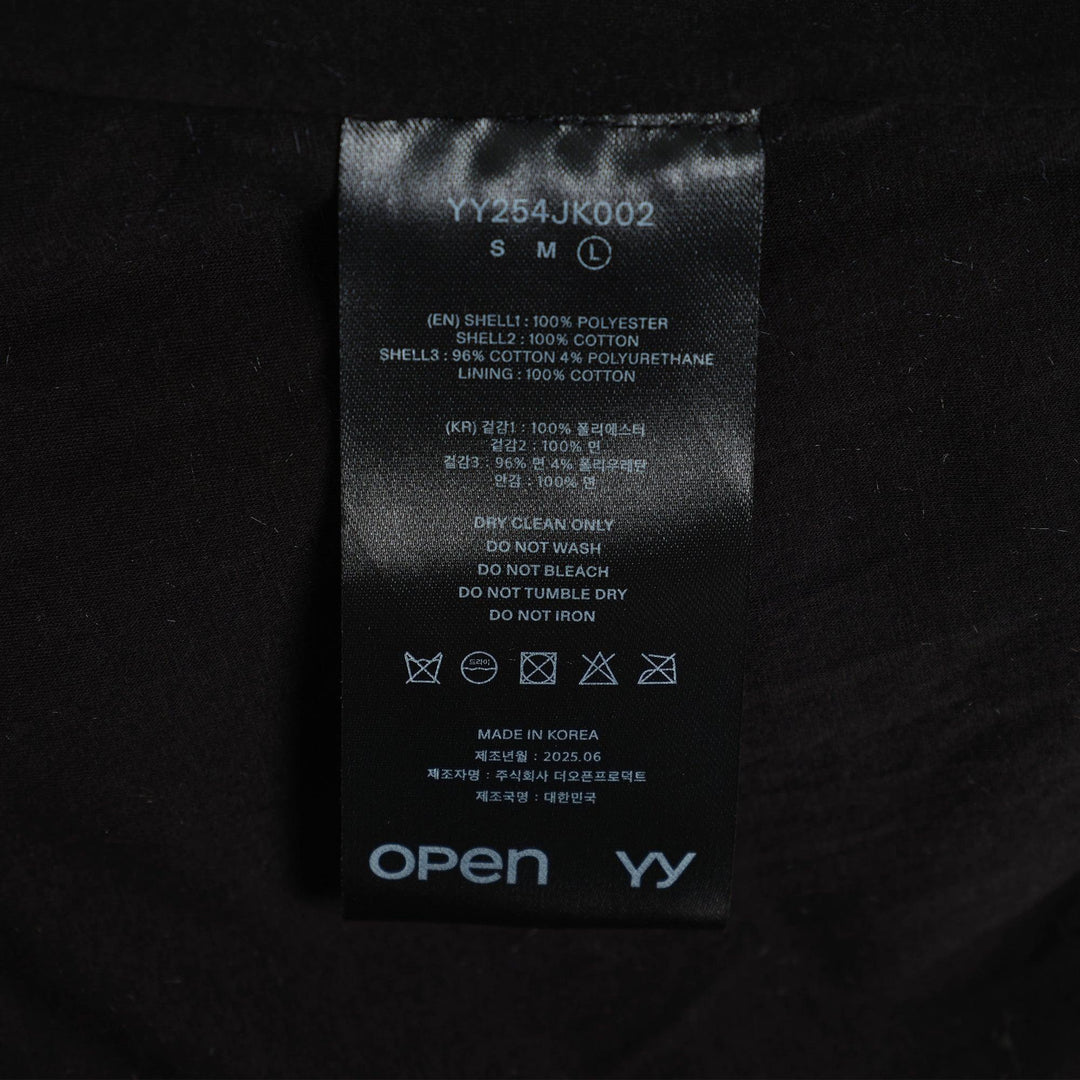 YY254JK002
S M L
(EN) SHELL1 : 100% POLYESTER
SHELL2 : 100% COTTON
SHELL3 : 96% COTTON 4% POLYURETHANE
LINING : 100% COTTON
(KR) 겉감1 : 100% 폴리에스터
겉감2 : 100% 면
겉감3 : 96% 면 4% 폴리우레탄
안감 : 100% 면
DRY CLEAN ONLY
DO NOT WASH
DO NOT BLEACH
DO NOT TUMBLE DRY
DO NOT IRON
드라이
MADE IN KOREA
제조년월 : 2025.06
제조자명 : 주식회사 더오픈프로덕트
제조국명 : 대한민국
OPEN YY